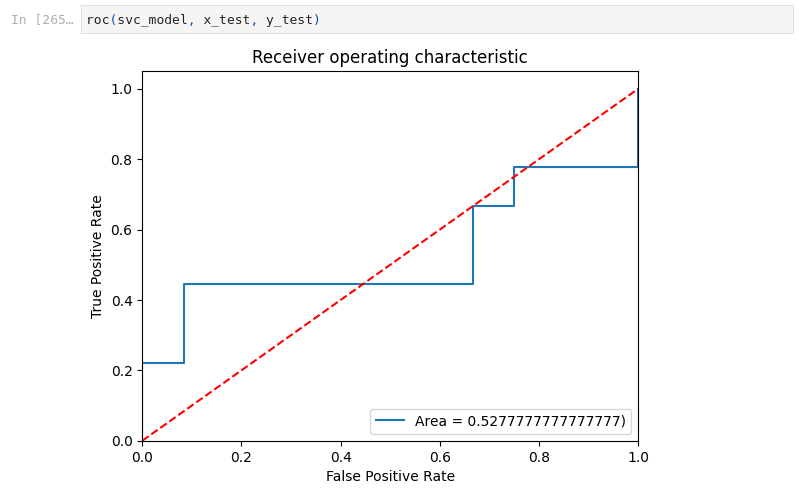 In [265… roc(svc_model, x_test, y_test)
Receiver operating characteristic
True Positive Rate
1.0
0.8
0.6
0.4
0.2
0.0
Area = 0.5277777777777777)
0.0 0.2 0.4 0.6 0.8 1.0
False Positive Rate